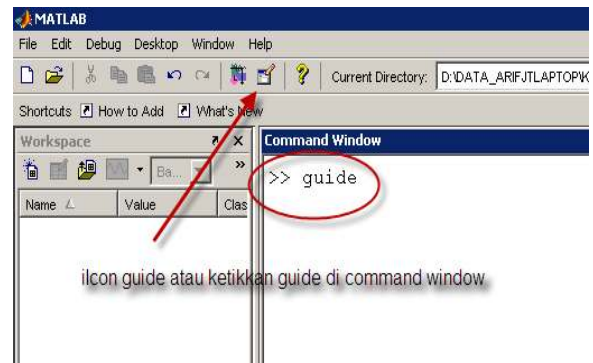 MATLAB
File Edit Debug Desktop Window Help
Current Directory: D:\DATA_ARIFJTLAPTOP\K
Shortcuts How to Add What's New
Workspace
Command Window
Ba...
>> guide
Name Value Clas
iIcon guide atau ketikkan guide di command window